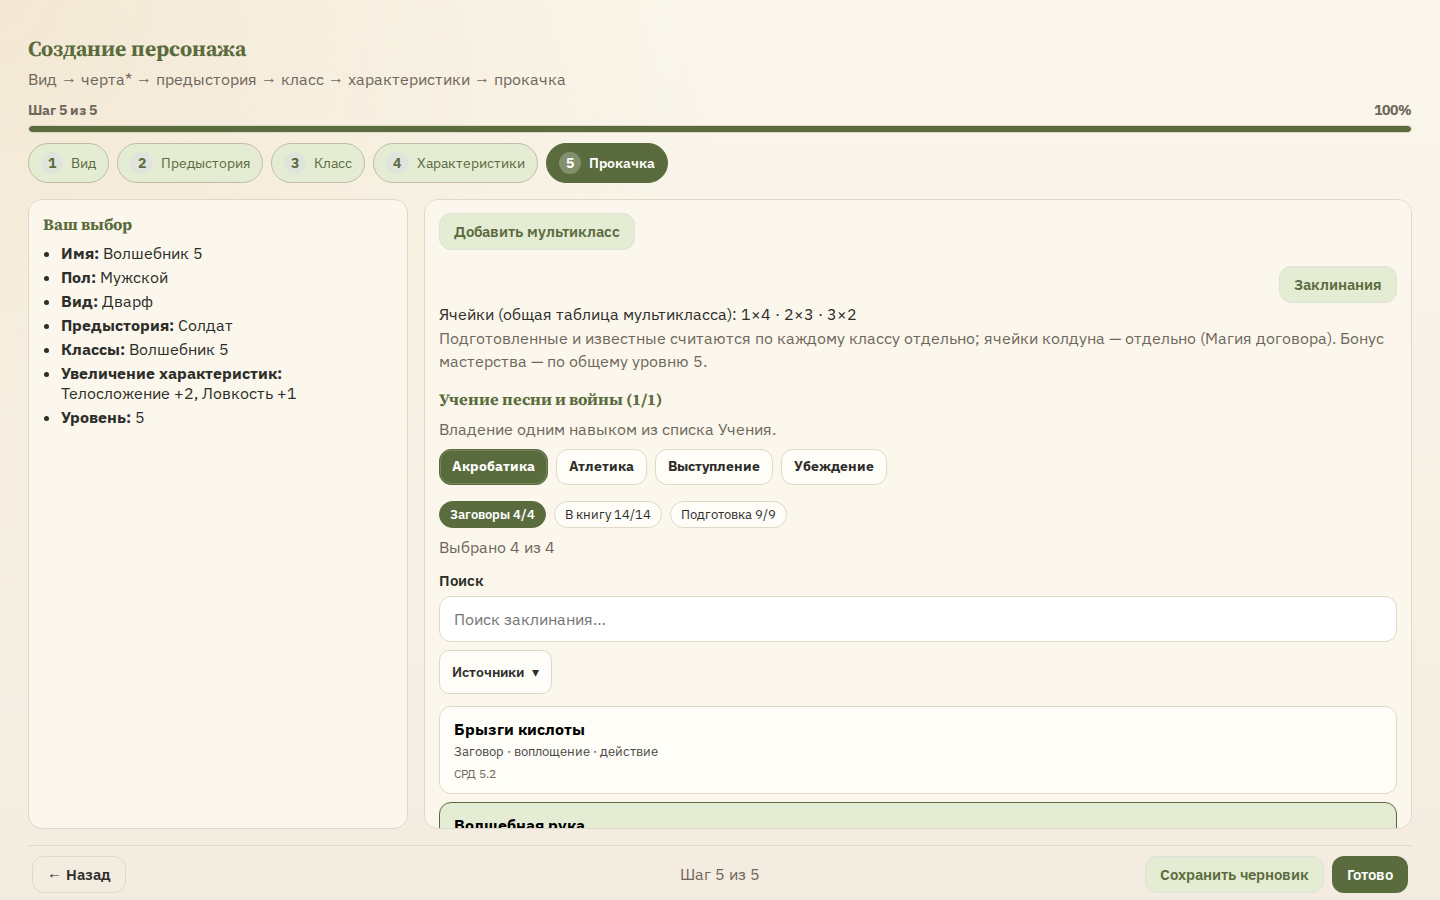 Создание персонажа
Вид → черта* → предыстория → класс → характеристики → прокачка
Шаг 5 из 5
100%
1 Вид
2 Предыстория
3 Класс
4 Характеристики
5 Прокачка
Ваш выбор
• Имя: Волшебник 5
• Пол: Мужской
• Вид: Дварф
• Предыстория: Солдат
• Классы: Волшебник 5
• Увеличение характеристик:
Телосложение +2, Ловкость +1
• Уровень: 5
Добавить мультикласс
Заклинания
Ячейки (общая таблица мультикласса): 1×4 · 2×3 · 3×2
Подготовленные и известные считаются по каждому классу отдельно; ячейки колдуна — отдельно (Магия договора). Бонус
мастерства — по общему уровню 5.
Учение песни и войны (1/1)
Владение одним навыком из списка Учения.
Акробатика
Атлетика
Выступление
Убеждение
Заговоры 4/4
В книгу 14/14
Подготовка 9/9
Выбрано 4 из 4
Поиск
Поиск заклинания...
Источники ▾
Брызги кислоты
Заговор · воплощение · действие
СРД 5.2
Волшебная рука
← Назад
Шаг 5 из 5
Сохранить черновик
Готово